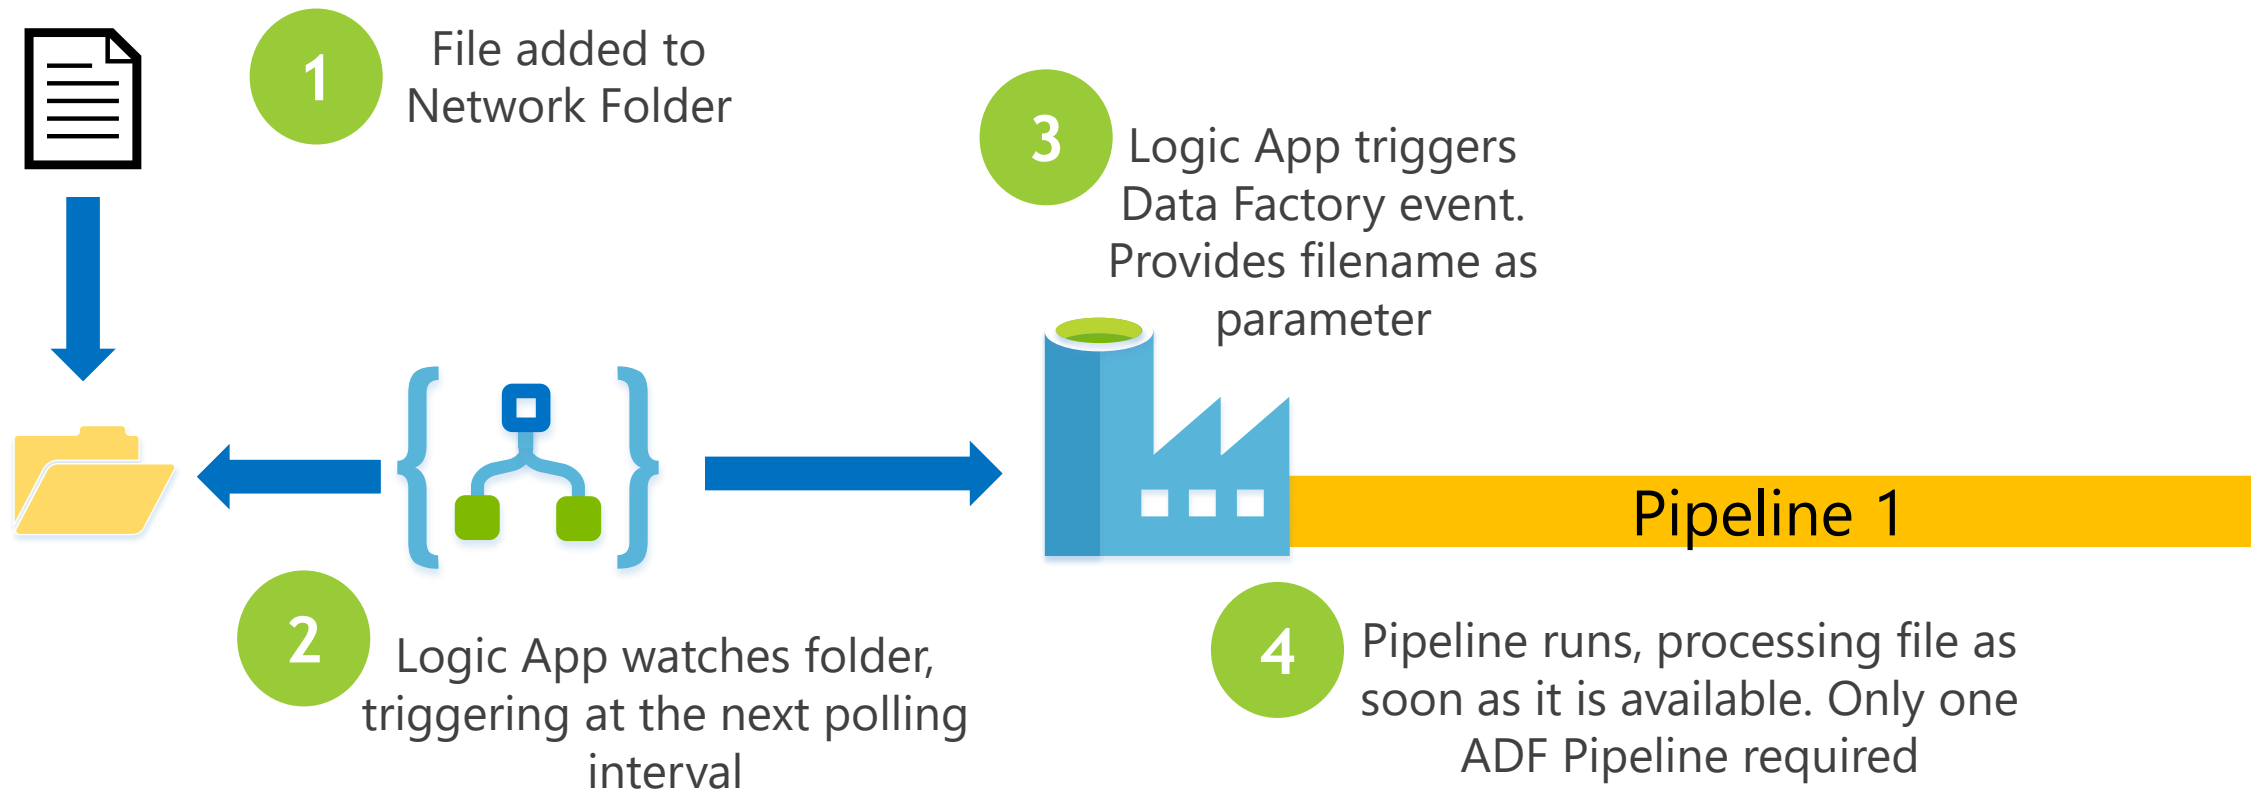 1
File added to
Network Folder
2
Logic App watches folder,
triggering at the next polling
interval
3
Logic App triggers
Data Factory event.
Provides filename as
parameter
Pipeline 1
4
Pipeline runs, processing file as
soon as it is available. Only one
ADF Pipeline required